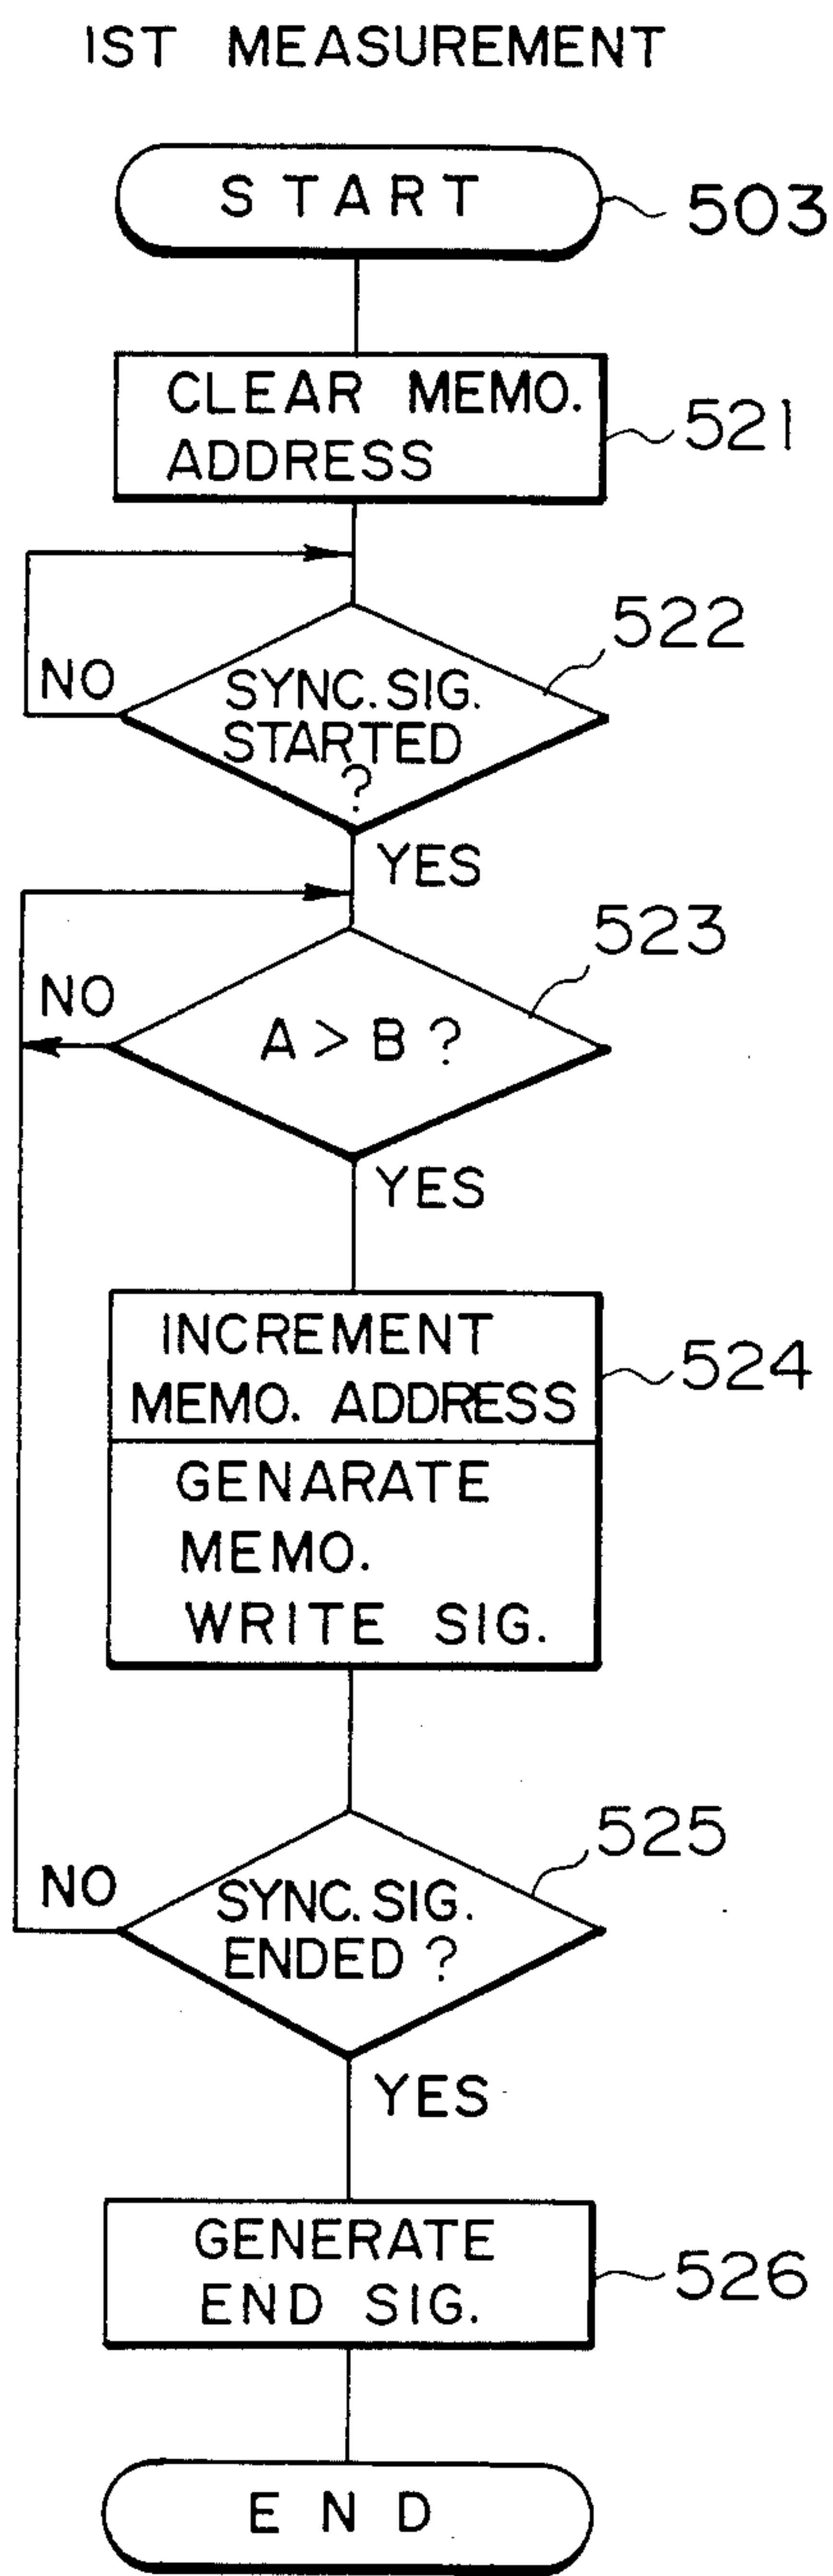 1ST MEASUREMENT
START
503
CLEAR MEMO.
ADDRESS
521
522
NO
SYNC. SIG.
STARTED
?
YES
523
NO
A > B ?
YES
INCREMENT
MEMO. ADDRESS
524
GENARATE
MEMO.
WRITE SIG.
525
NO
SYNC. SIG.
ENDED ?
YES
GENERATE
END SIG.
526
END